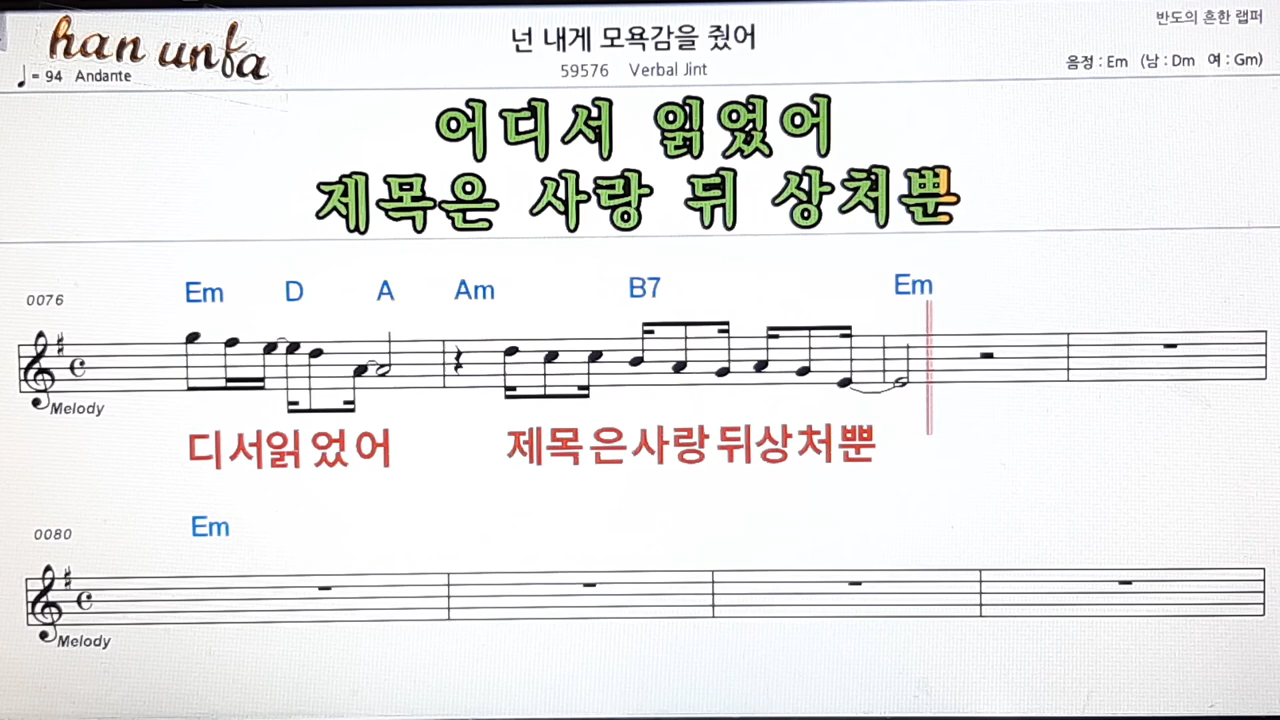 han unfa
♩= 94 Andante
넌 내게 모욕감을 줬어
59576 Verbal Jint
반도의 흔한 랩퍼
음정 : Em (남 : Dm 여 : Gm)
어디서 읽었어
제목은 사랑 뒤 상처뿐
0076 Em D A Am B7 Em
Melody
디서읽었어 제목은사랑뒤상처뿐
0080 Em
Melody